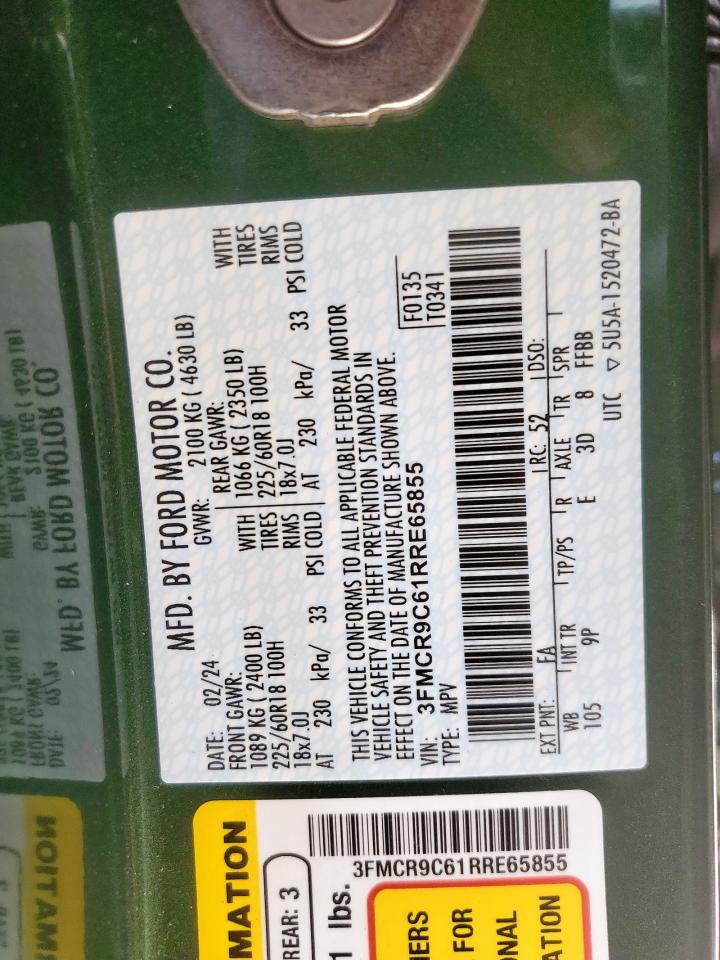 MFD. BY FORD MOTOR CO.
DATE: 02/24 GVWR: 2100 KG ( 4630 LB)
FRONT GAWR: REAR GAWR:
1089 KG ( 2400 LB) WITH 1066 KG ( 2350 LB) WITH
225/60R18 100H TIRES 225/60R18 100H TIRES
18x7.0J RIMS 18x7.0J RIMS
AT 230 kPa/ 33 PSI COLD AT 230 kPa/ 33 PSI COLD
THIS VEHICLE CONFORMS TO ALL APPLICABLE FEDERAL MOTOR
VEHICLE SAFETY AND THEFT PREVENTION STANDARDS IN
EFFECT ON THE DATE OF MANUFACTURE SHOWN ABOVE.
VIN: 3FMCR9C61RRE65855
TYPE: MPV
F0135
T0341
EXT PNT: FA RC: 52 DSO:
WB INT TR TP/PS R AXLE TR SPR
105 9P E 3D 8 FFBB
UTC ▽ 5U5A-1520472-BA
MATION
REAR: 3
1 lbs.
3FMCR9C61RRE65855
ERS
FOR
NAL
ATION